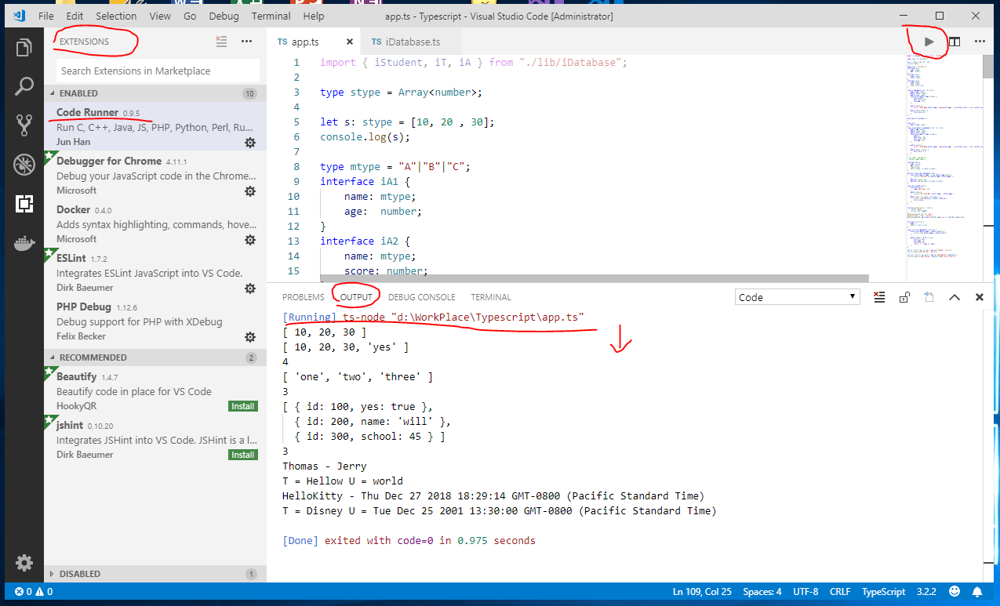 File Edit Selection View Go Debug Terminal Help
app.ts - Typescript - Visual Studio Code [Administrator]
EXTENSIONS
Search Extensions in Marketplace
ENABLED 10
Code Runner 0.9.5
Run C, C++, Java, JS, PHP, Python, Perl, Ru...
Jun Han
Debugger for Chrome 4.11.1
Debug your JavaScript code in the Chrome...
Microsoft
Docker 0.4.0
Adds syntax highlighting, commands, hove...
Microsoft
ESLint 1.7.2
Integrates ESLint JavaScript into VS Code.
Dirk Baeumer
PHP Debug 1.12.6
Debug support for PHP with XDebug
Felix Becker
RECOMMENDED 2
Beautify 1.4.7
Beautify code in place for VS Code
HookyQR Install
jshint 0.10.20
Integrates JSHint into VS Code. JSHint is a l...
Dirk Baeumer Install
DISABLED 1
TS app.ts TS iDatabase.ts
1 import { iStudent, iT, iA } from "./lib/iDatabase";
2
3 type stype = Array<number>;
4
5 let s: stype = [10, 20 , 30];
6 console.log(s);
7
8 type mtype = "A"|"B"|"C";
9 interface iA1 {
10 name: mtype;
11 age: number;
12 }
13 interface iA2 {
14 name: mtype;
15 score: number;
PROBLEMS OUTPUT DEBUG CONSOLE TERMINAL Code
[Running] ts-node "d:\WorkPlace\Typescript\app.ts"
[ 10, 20, 30 ]
[ 10, 20, 30, 'yes' ]
4
[ 'one', 'two', 'three' ]
3
[ { id: 100, yes: true },
{ id: 200, name: 'will' },
{ id: 300, school: 45 } ]
3
Thomas - Jerry
T = Hellow U = world
HelloKitty - Thu Dec 27 2018 18:29:14 GMT-0800 (Pacific Standard Time)
T = Disney U = Tue Dec 25 2001 13:30:00 GMT-0800 (Pacific Standard Time)
[Done] exited with code=0 in 0.975 seconds
0 0 Ln 109, Col 25 Spaces: 4 UTF-8 CRLF TypeScript 3.2.2